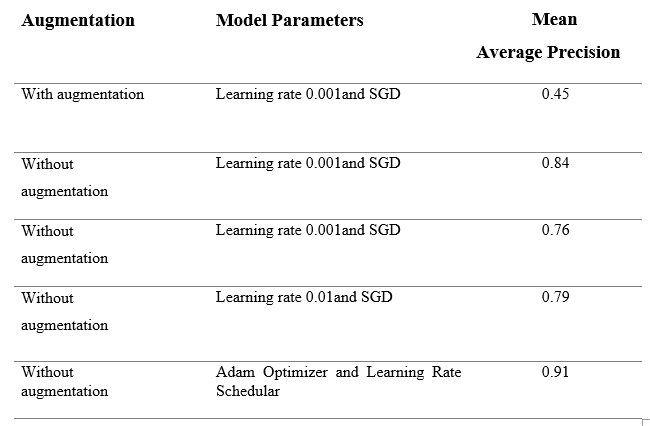 Augmentation Model Parameters Mean
Average Precision
With augmentation Learning rate 0.001and SGD 0.45
Without Learning rate 0.001and SGD 0.84
augmentation
Without Learning rate 0.001and SGD 0.76
augmentation
Without Learning rate 0.01and SGD 0.79
augmentation
Without Adam Optimizer and Learning Rate 0.91
augmentation Schedular